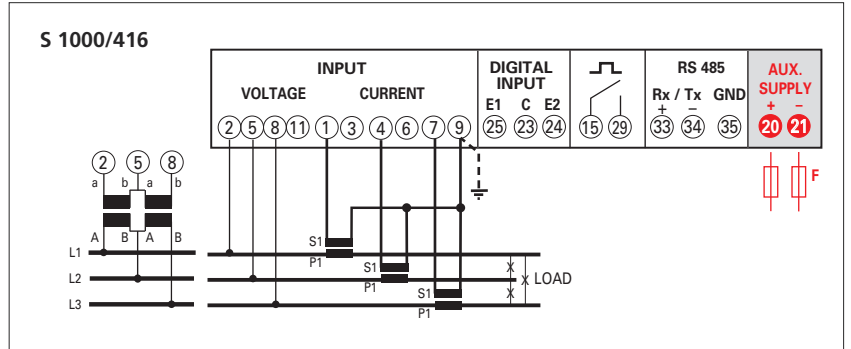 S 1000/416
INPUT
VOLTAGE CURRENT
2 5 8 11 1 3 4 6 7 9
DIGITAL
INPUT
E1 C E2
25 23 24
15 29
RS 485
Rx / Tx GND
+ −
33 34 35
AUX.
SUPPLY
+ −
20 21
F
2 5 8
a b a b
A B A B
L1
L2
L3
S1
P1
S1
P1
S1
P1
X
X LOAD
X